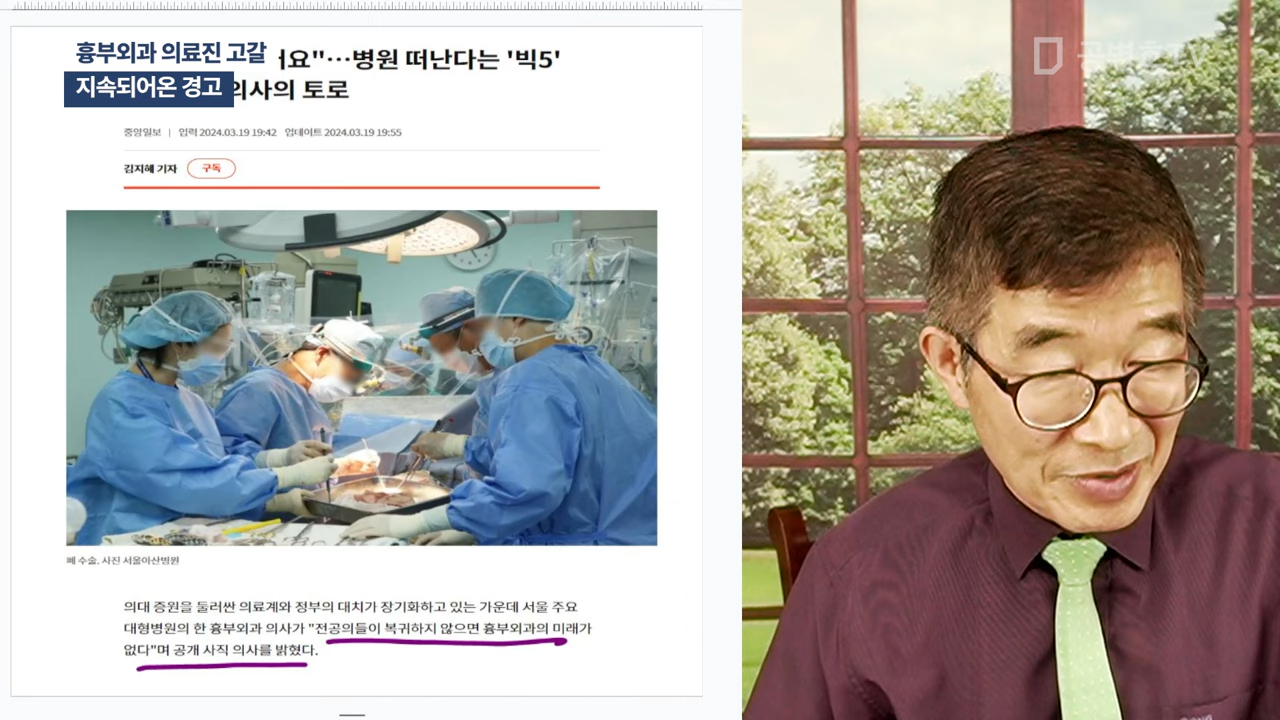 흉부외과 의료진 고갈
지속되어온 경고
요"…병원 떠난다는 '빅5'
의사의 토로
중앙일보 | 입력 2024.03.19 19:42 업데이트 2024.03.19 19:55
김지혜 기자 구독
폐 수술. 사진 서울아산병원
의대 증원을 둘러싼 의료계와 정부의 대치가 장기화하고 있는 가운데 서울 주요
대형병원의 한 흉부외과 의사가 "전공의들이 복귀하지 않으면 흉부외과의 미래가
없다"며 공개 사직 의사를 밝혔다.
공병호TV